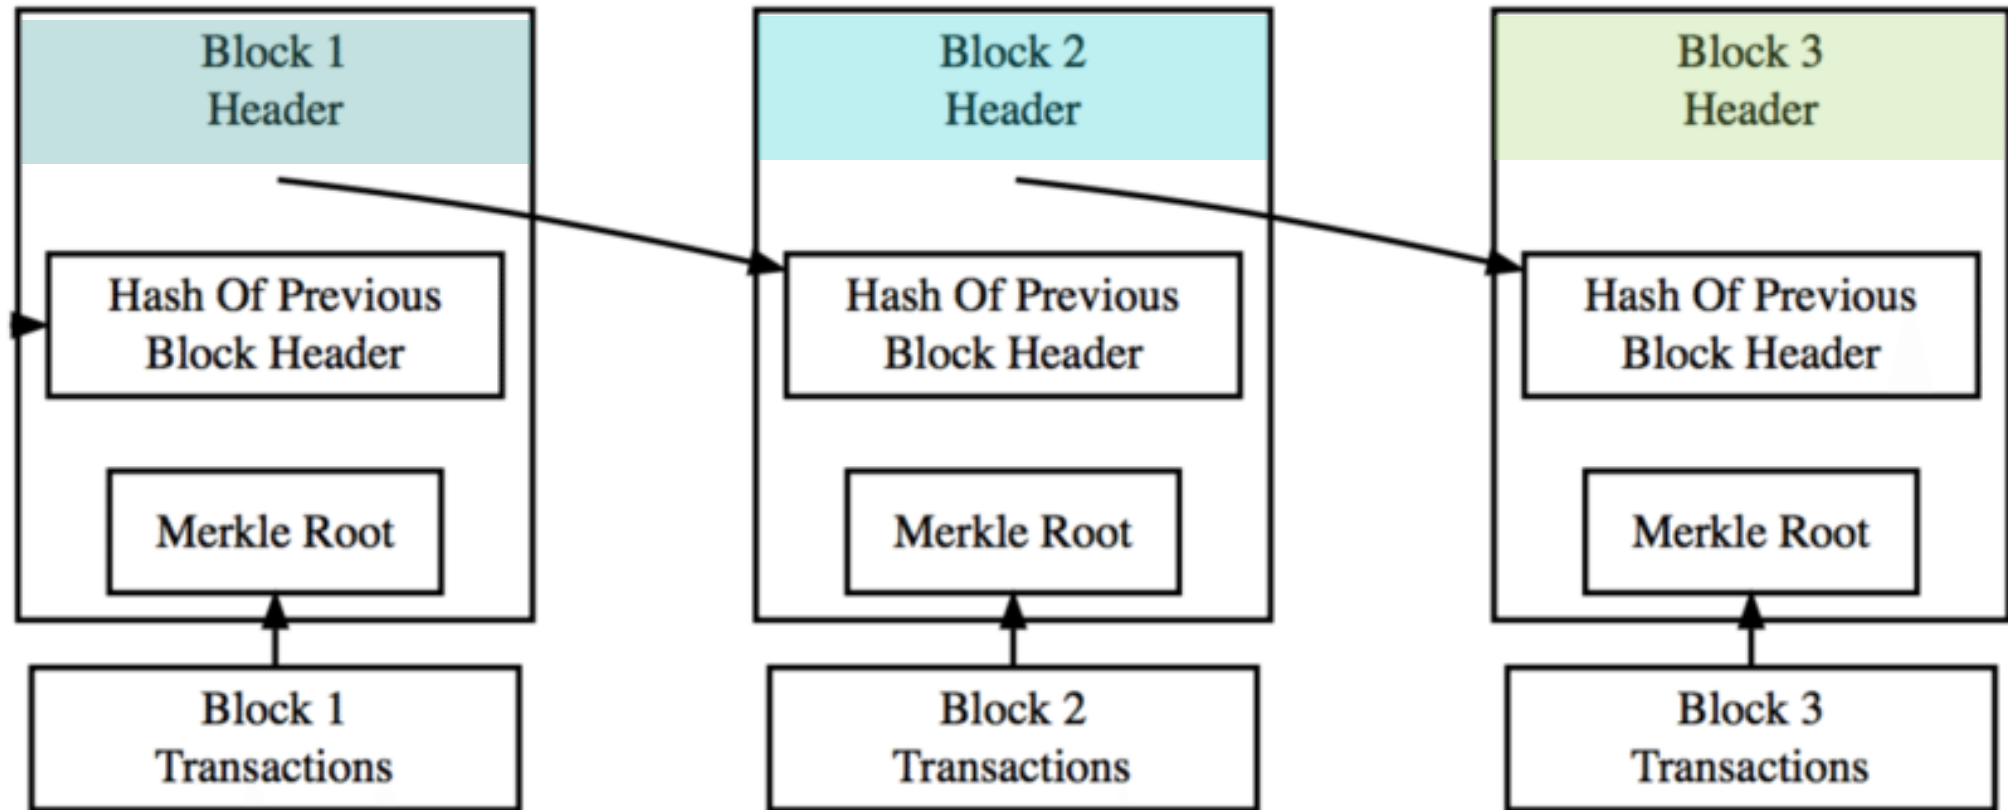 Block 1
Header
Hash Of Previous
Block Header
Merkle Root
Block 1
Transactions
Block 2
Header
Hash Of Previous
Block Header
Merkle Root
Block 2
Transactions
Block 3
Header
Hash Of Previous
Block Header
Merkle Root
Block 3
Transactions